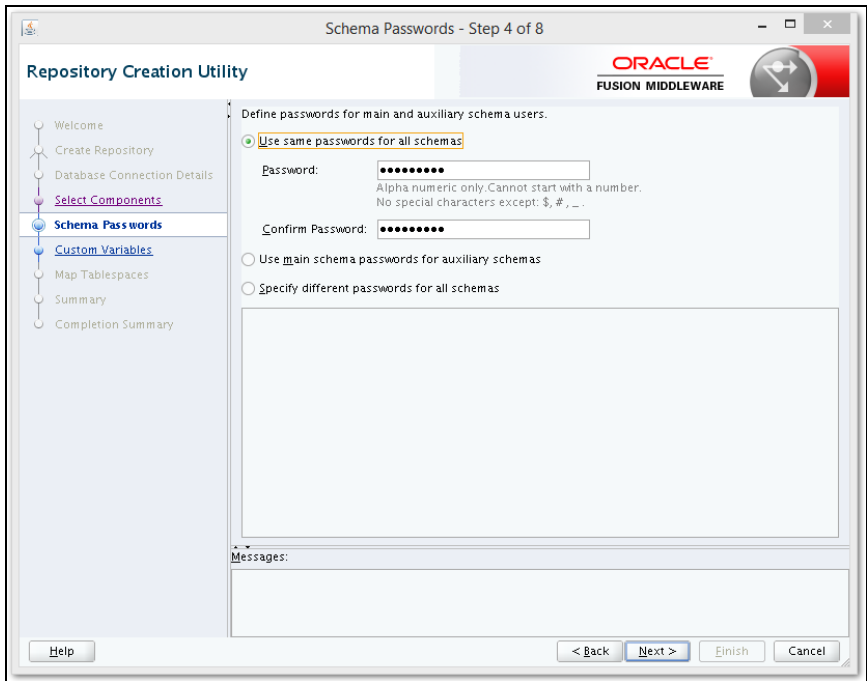 Schema Passwords - Step 4 of 8
Repository Creation Utility
ORACLE
FUSION MIDDLEWARE
Welcome
Create Repository
Database Connection Details
Select Components
Schema Passwords
Custom Variables
Map Tablespaces
Summary
Completion Summary
Define passwords for main and auxiliary schema users.
Use same passwords for all schemas
Password: •••••••••
Alpha numeric only.Cannot start with a number.
No special characters except: $, # , _ .
Confirm Password: •••••••••
Use main schema passwords for auxiliary schemas
Specify different passwords for all schemas
Messages:
Help
< Back
Next >
Finish
Cancel